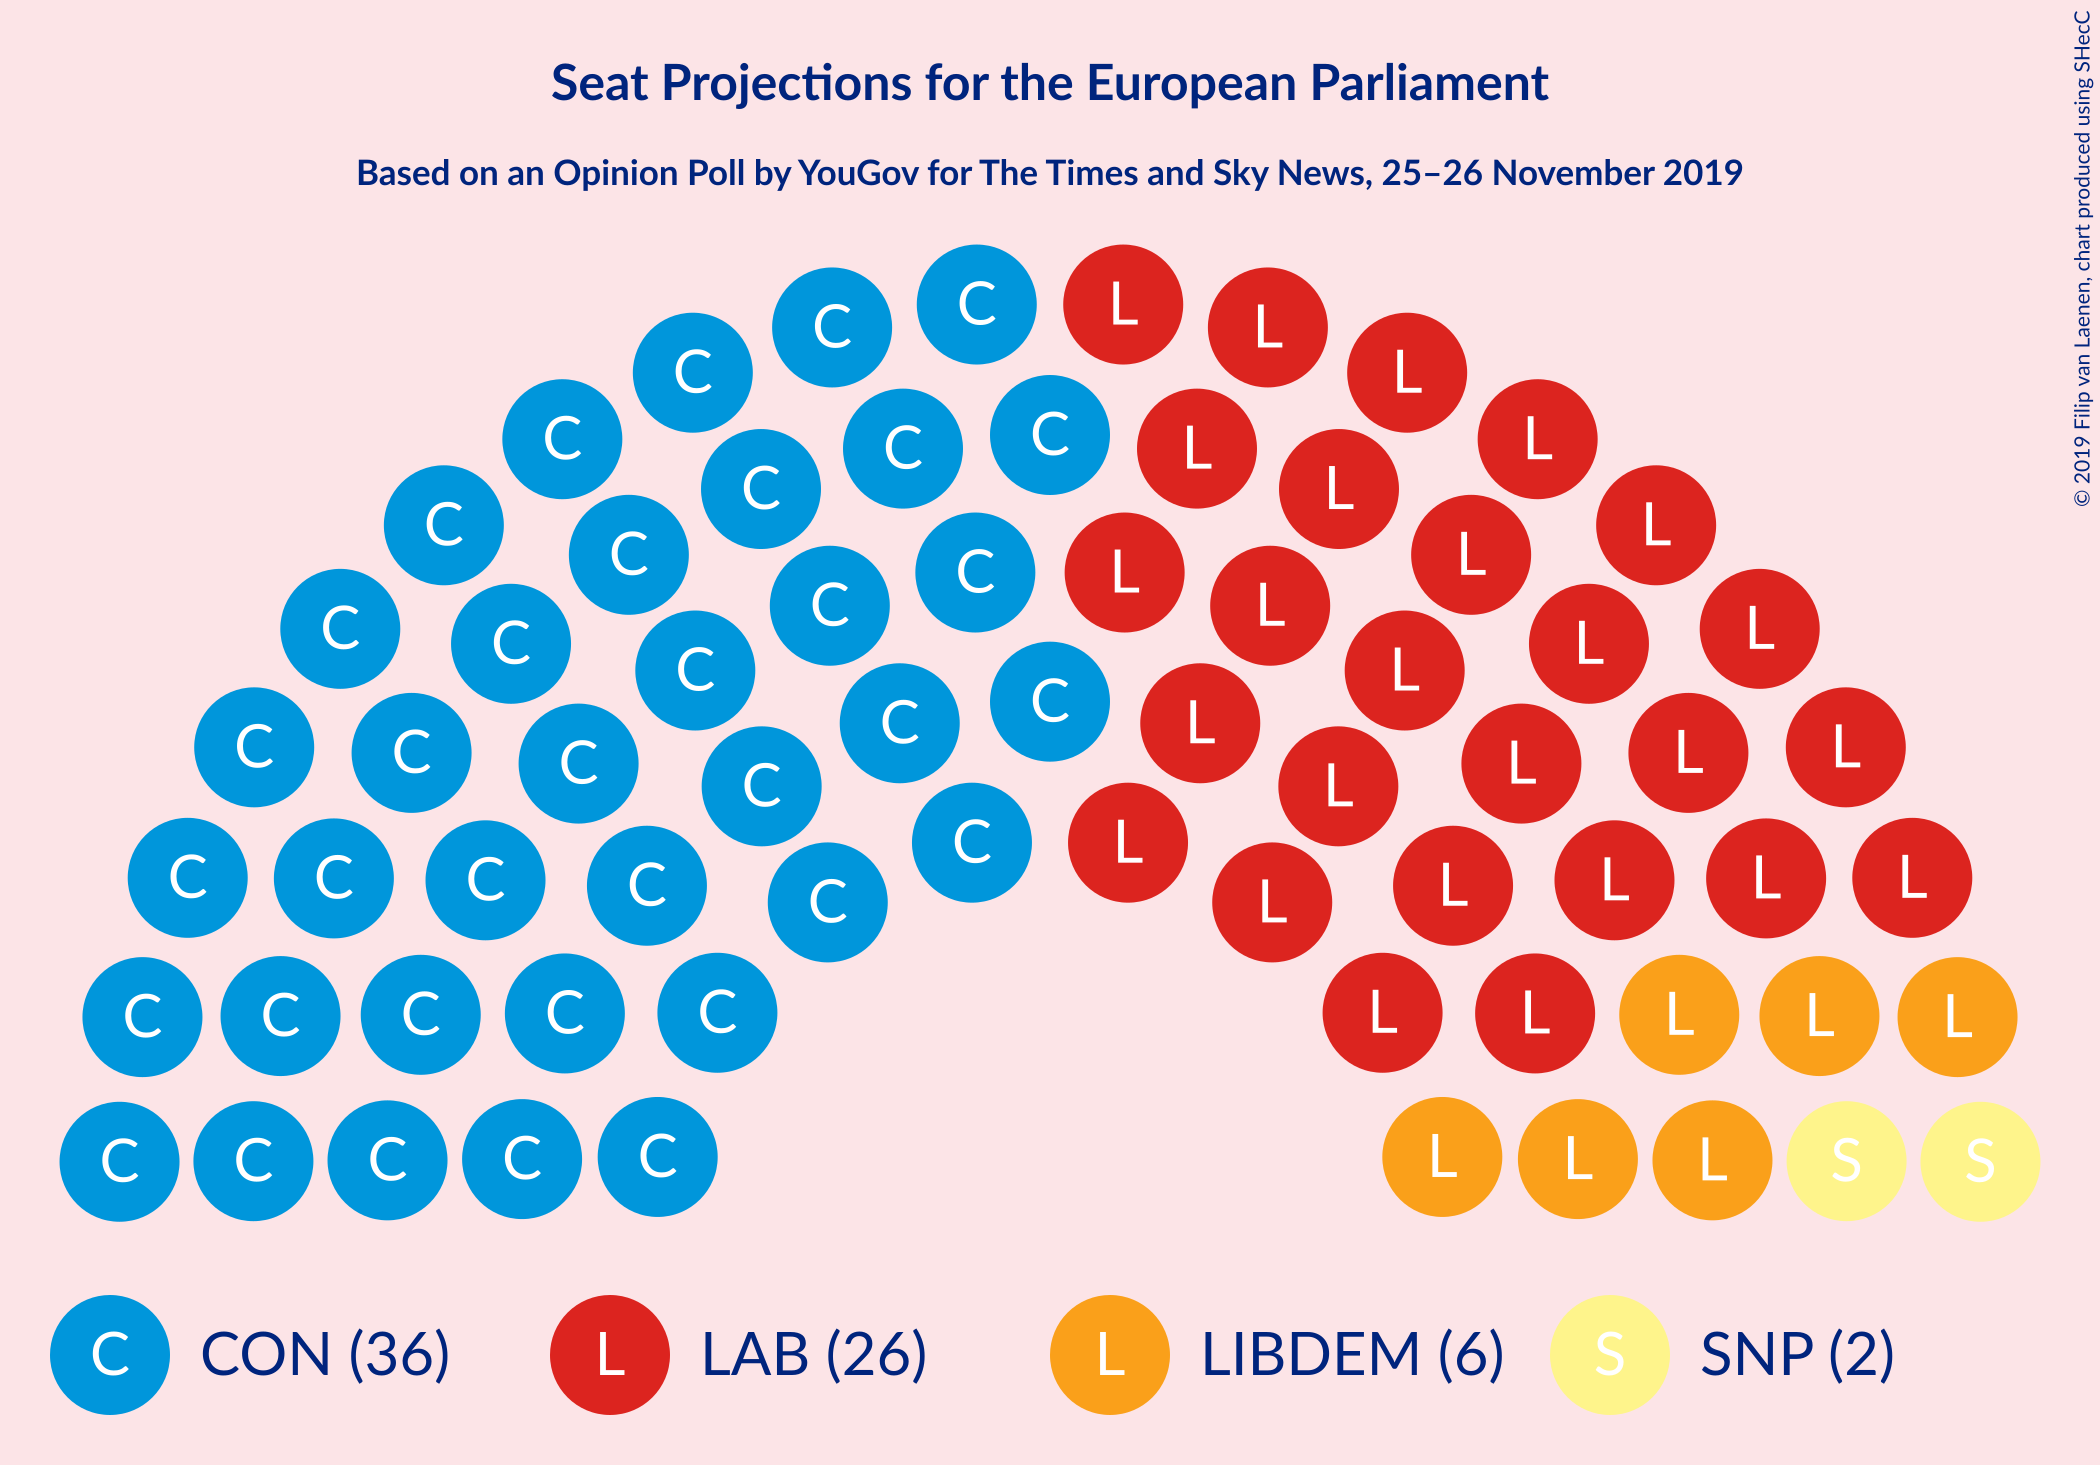 Seat Projections for the European Parliament
Based on an Opinion Poll by YouGov for The Times and Sky News, 25–26 November 2019
© 2019 Filip van Laenen, chart produced using SHecC
C L
C L
C L
C C C L L
C L
C L
C C L L
C C L L
C C L L
C C L
C C C L L L
C L
C L
C C C C C L L L L L
C C C C C L L L L L
C C C C C L L L S S
C CON (36) L LAB (26) L LIBDEM (6) S SNP (2)